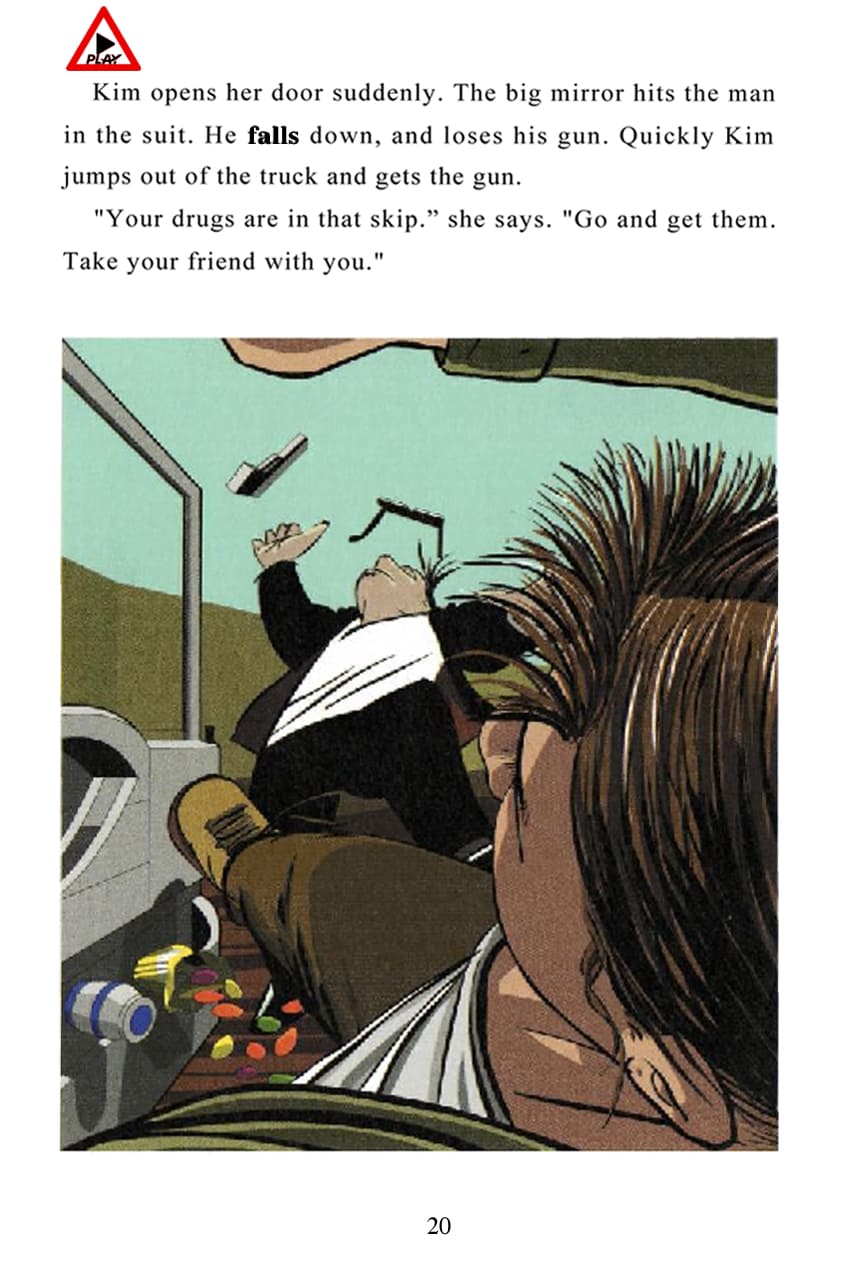 PLAY
Kim opens her door suddenly. The big mirror hits the man
in the suit. He falls down, and loses his gun. Quickly Kim
jumps out of the truck and gets the gun.
"Your drugs are in that skip.” she says. "Go and get them.
Take your friend with you."
20